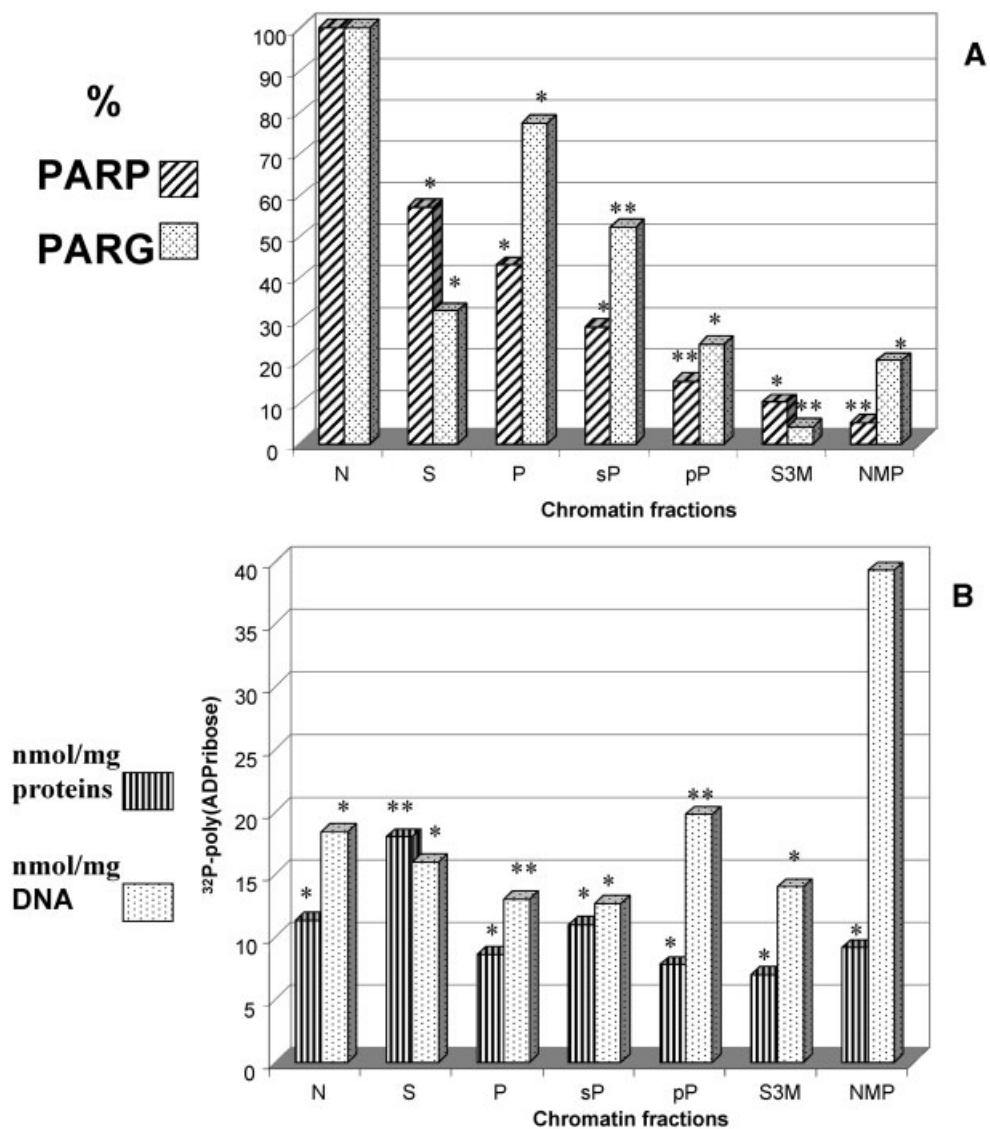 A
%
PARP
PARG
100
90
80
70
60
50
40
30
20
10
0
* * * * * ** ** * * ** ** *
N S P sP pP S3M NMP
Chromatin fractions
B
nmol/mg
proteins
nmol/mg
DNA
³²P-poly(ADPribose)
40
35
30
25
20
15
10
5
0
* * ** * * ** * * * ** * * *
N S P sP pP S3M NMP
Chromatin fractions